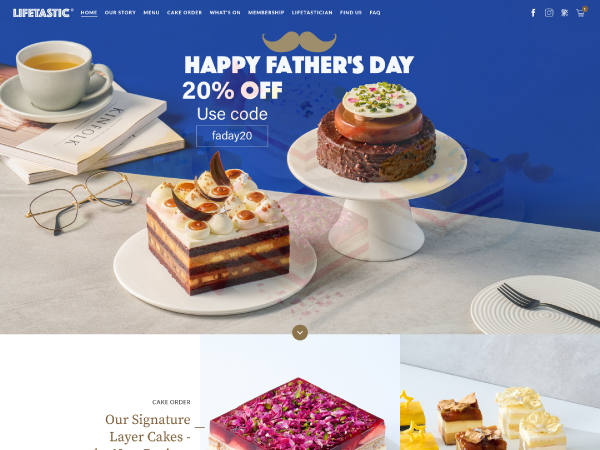 LIFETASTIC®
HOME OUR STORY MENU CAKE ORDER WHAT'S ON MEMBERSHIP LIFETASTICIAN FIND US FAQ
繁
HAPPY FATHER'S DAY
20% OFF
Use code
faday20
KINFOLK
CAKE ORDER
Our Signature
Layer Cakes -